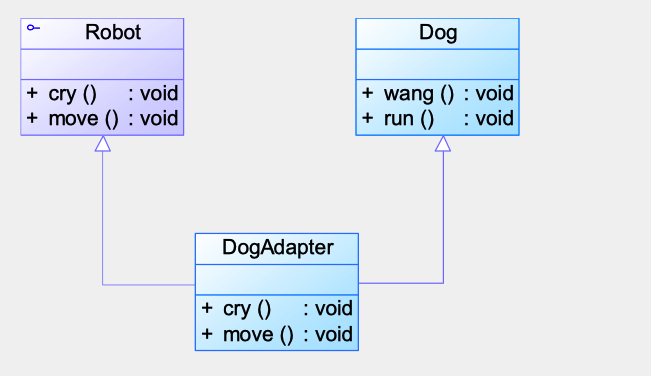 Robot
+ cry () : void
+ move () : void
Dog
+ wang () : void
+ run () : void
DogAdapter
+ cry () : void
+ move () : void